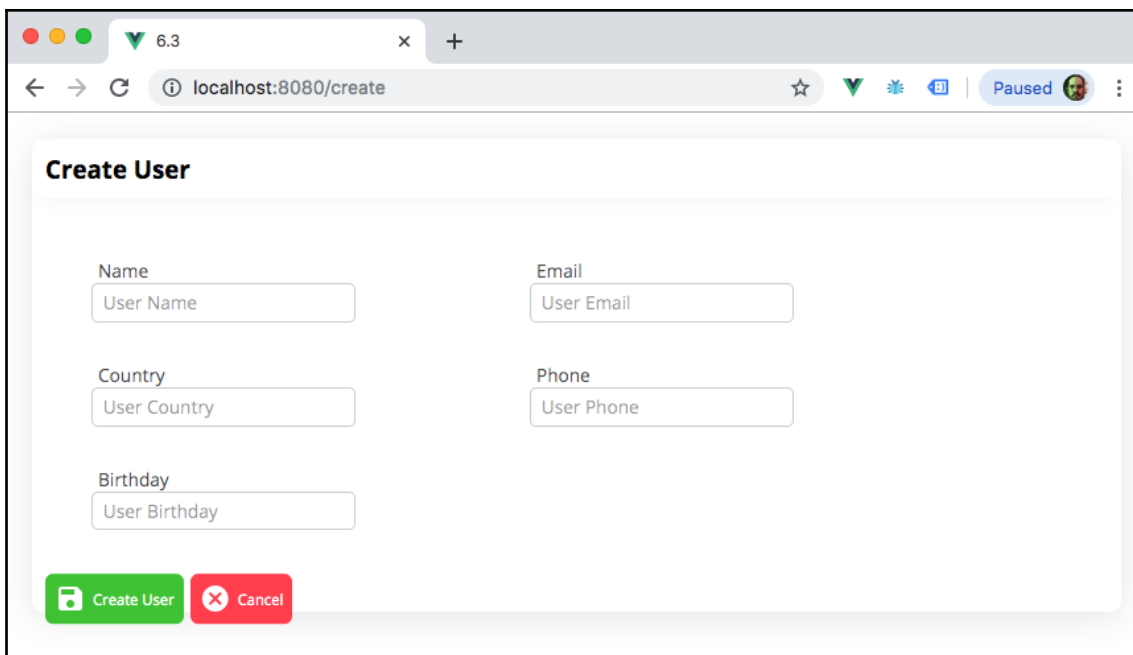 6.3
localhost:8080/create
Paused
Create User
Name Email
User Name User Email
Country Phone
User Country User Phone
Birthday
User Birthday
Create User Cancel